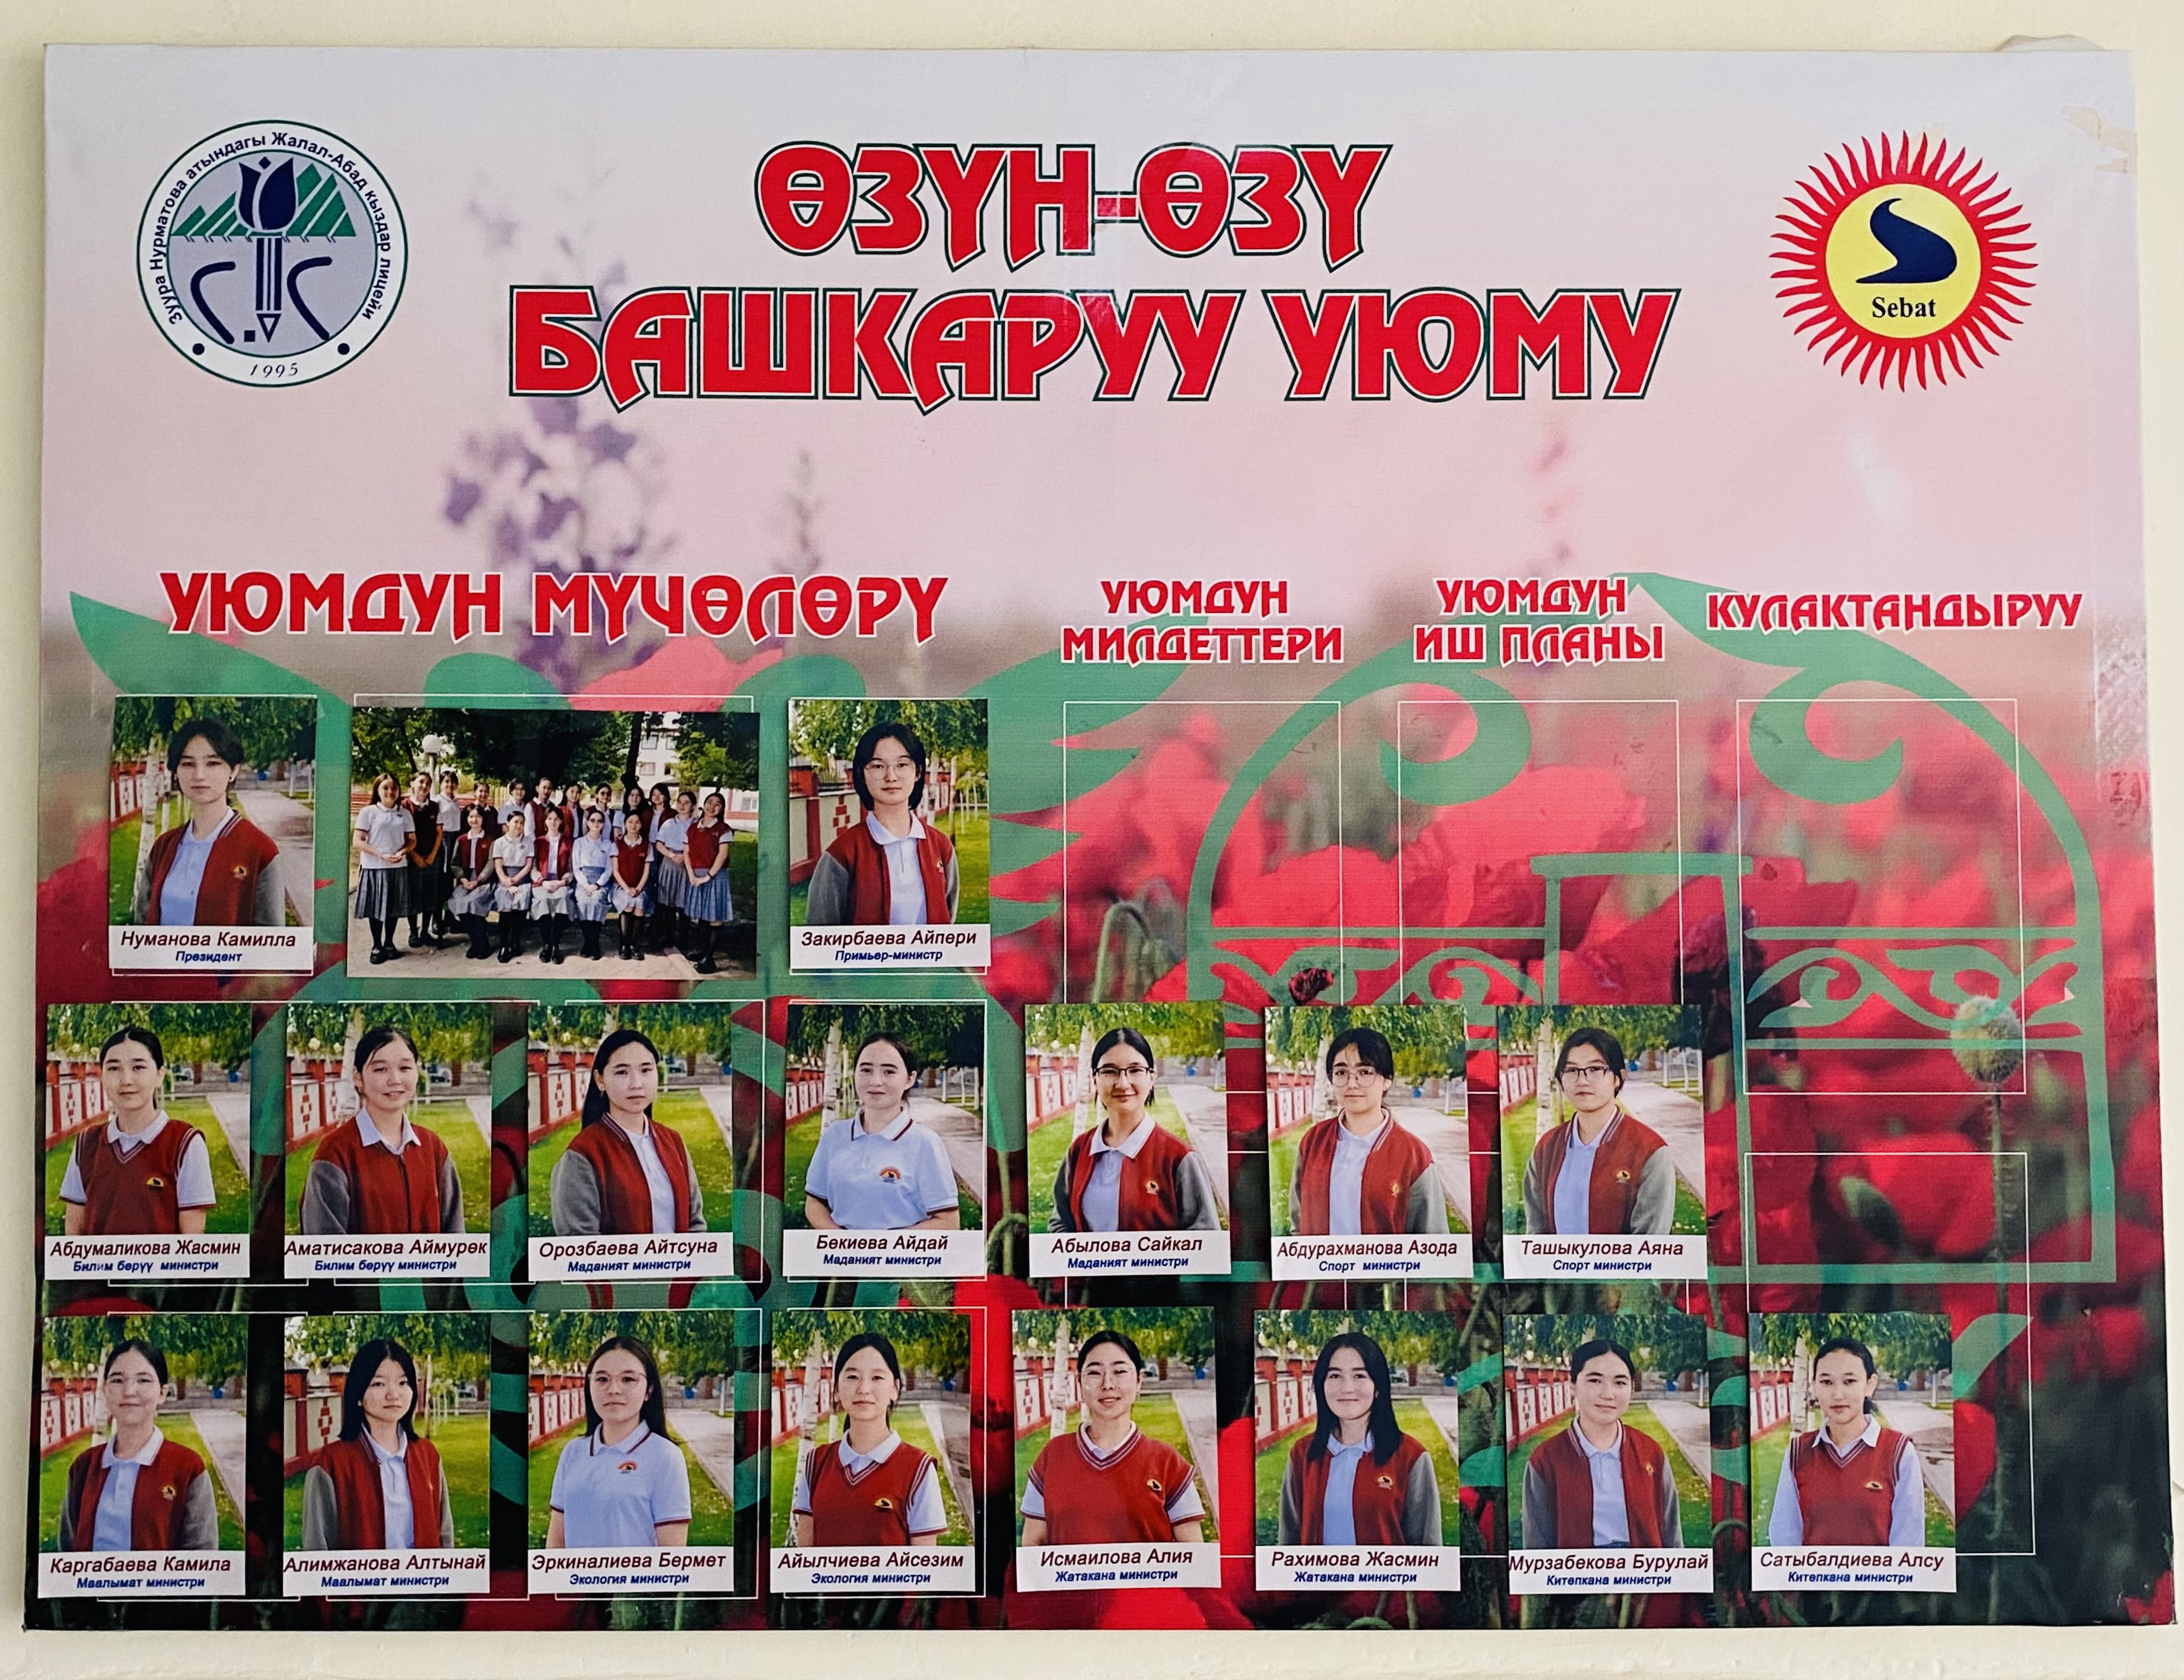 Зуура Нурматова атындагы Жалал-Абад кыздар лицейи
1995
ӨЗҮН-ӨЗҮ
БАШКАРУУ УЮМУ
Sebat
УЮМДУН МҮЧӨЛӨРҮ
УЮМДУН
МИЛДЕТТЕРИ
УЮМДУН
ИШ ПЛАНЫ
КУЛАКТАНДЫРУУ
Нуманова Камилла
Президент
Закирбаева Айпери
Примьер-министр
Абдумаликова Жасмин
Билим берүү министри
Аматисакова Аймүрөк
Билим берүү министри
Орозбаева Айтсуна
Маданият министри
Бекиева Айдай
Маданият министри
Абылова Сайкал
Маданият министри
Абдурахманова Азода
Спорт министри
Ташыкулова Аяна
Спорт министри
Каргабаева Камила
Маалымат министри
Алимжанова Алтынай
Маалымат министри
Эркиналиева Бермет
Экология министри
Айылчиева Айсезим
Экология министри
Исмаилова Алия
Жатакана министри
Рахимова Жасмин
Жатакана министри
Мурзабекова Бурулай
Китепкана министри
Сатыбалдиева Алсу
Китепкана министри